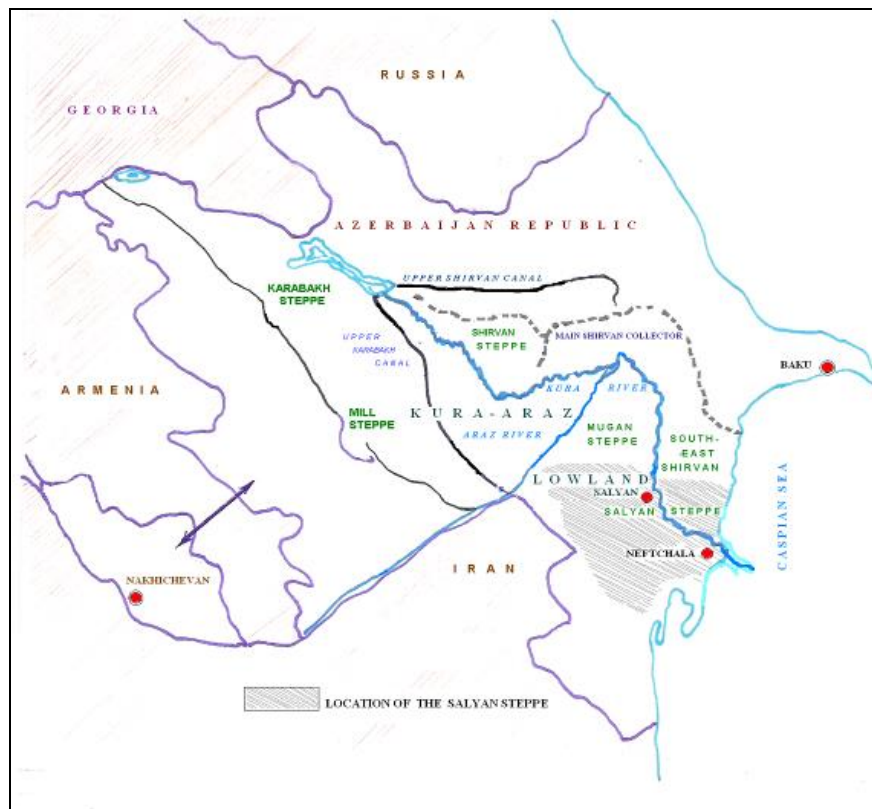 RUSSIA
GEORGIA
AZERBAIJAN REPUBLIC
UPPER SHIRVAN CANAL
KARABAKH
STEPPE
SHIRVAN
STEPPE
MAIN SHIRVAN COLLECTOR
UPPER
KARABAKH
CANAL
BAKU
ARMENIA
KURA RIVER
MILL
STEPPE
KURA-ARAZ
ARAZ RIVER
MUGAN
STEPPE
SOUTH-
EAST
SHIRVAN
LOWLAND
SALYAN
SALYAN STEPPE
CASPIAN SEA
NEFTCHALA
IRAN
NAKHICHEVAN
LOCATION OF THE SALYAN STEPPE